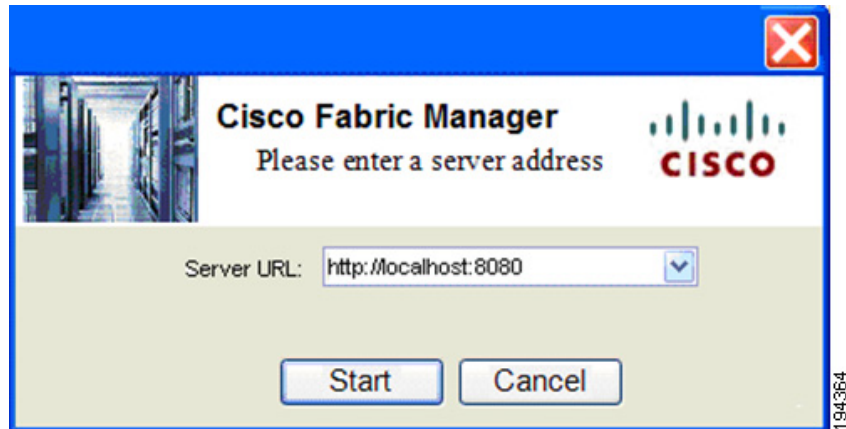 Cisco Fabric Manager
Please enter a server address
CISCO
Server URL: http://localhost:8080
Start Cancel
194364